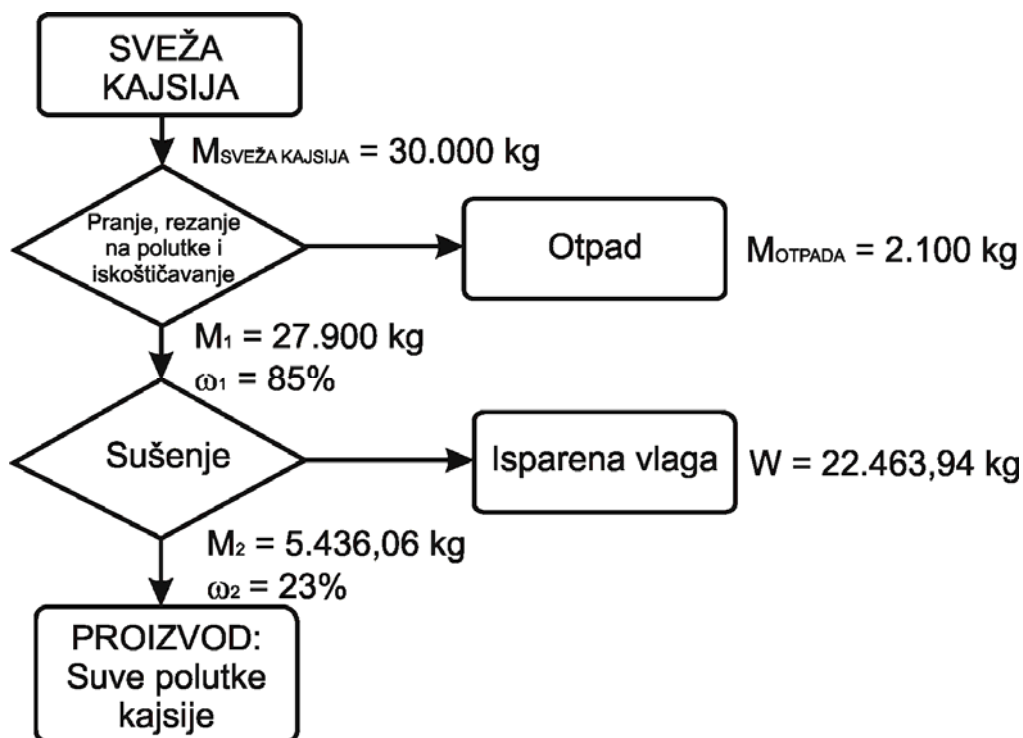 SVEŽA
KAJSIJA
MSVEŽA KAJSIJA = 30.000 kg
Pranje, rezanje
na polutke i
iskoštičavanje
Otpad
MOTPADA = 2.100 kg
M1 = 27.900 kg
ω1 = 85%
Sušenje
Isparena vlaga
W = 22.463,94 kg
M2 = 5.436,06 kg
ω2 = 23%
PROIZVOD:
Suve polutke
kajsije